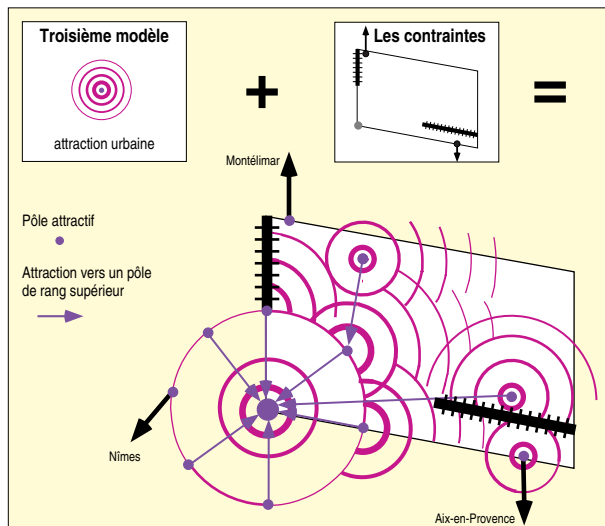 Troisième modèle
attraction urbaine
+
Les contraintes
=
Montélimar
Pôle attractif
Attraction vers un pôle
de rang supérieur
Nîmes
Aix-en-Provence